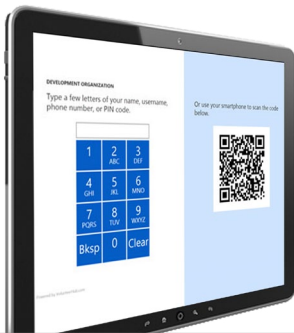 DEVELOPMENT ORGANIZATION
Type a few letters of your name, username,
phone number, or PIN code.
1
2
ABC
3
DEF
4
GHI
5
JKL
6
MNO
7
PQRS
8
TUV
9
WXYZ
Bksp
0
Clear
Or use your smartphone to scan the code
below.